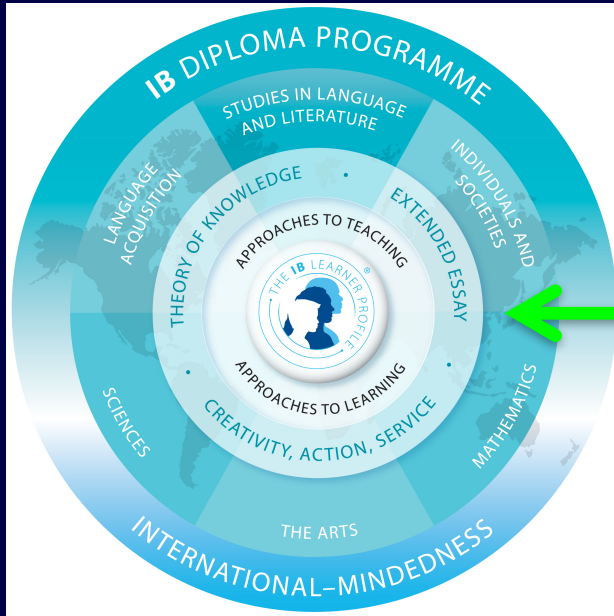 IB DIPLOMA PROGRAMME
STUDIES IN LANGUAGE
AND LITERATURE
LANGUAGE
ACQUISITION
INDIVIDUALS AND
SOCIETIES
THEORY OF KNOWLEDGE
EXTENDED ESSAY
APPROACHES TO TEACHING
THE IB LEARNER PROFILE
®
APPROACHES TO LEARNING
CREATIVITY, ACTION, SERVICE
SCIENCES
MATHEMATICS
THE ARTS
INTERNATIONAL–MINDEDNESS